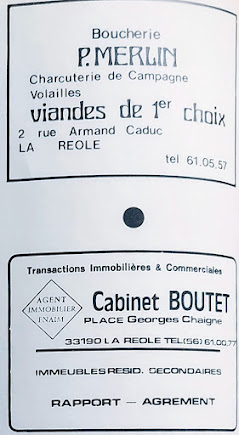 Boucherie
P. MERLIN
Charcuterie de Campagne
Volailles
viandes de 1er choix
2 rue Armand Caduc
LA REOLE
tel 61.05.57
Transactions Immobilières & Commerciales
AGENT
IMMOBILIER
FNAIM
Cabinet BOUTET
PLACE Georges Chaigne
33190 LA REOLE TEL(56) 61.00.77
IMMEUBLES RESID. SECONDAIRES
RAPPORT — AGREMENT